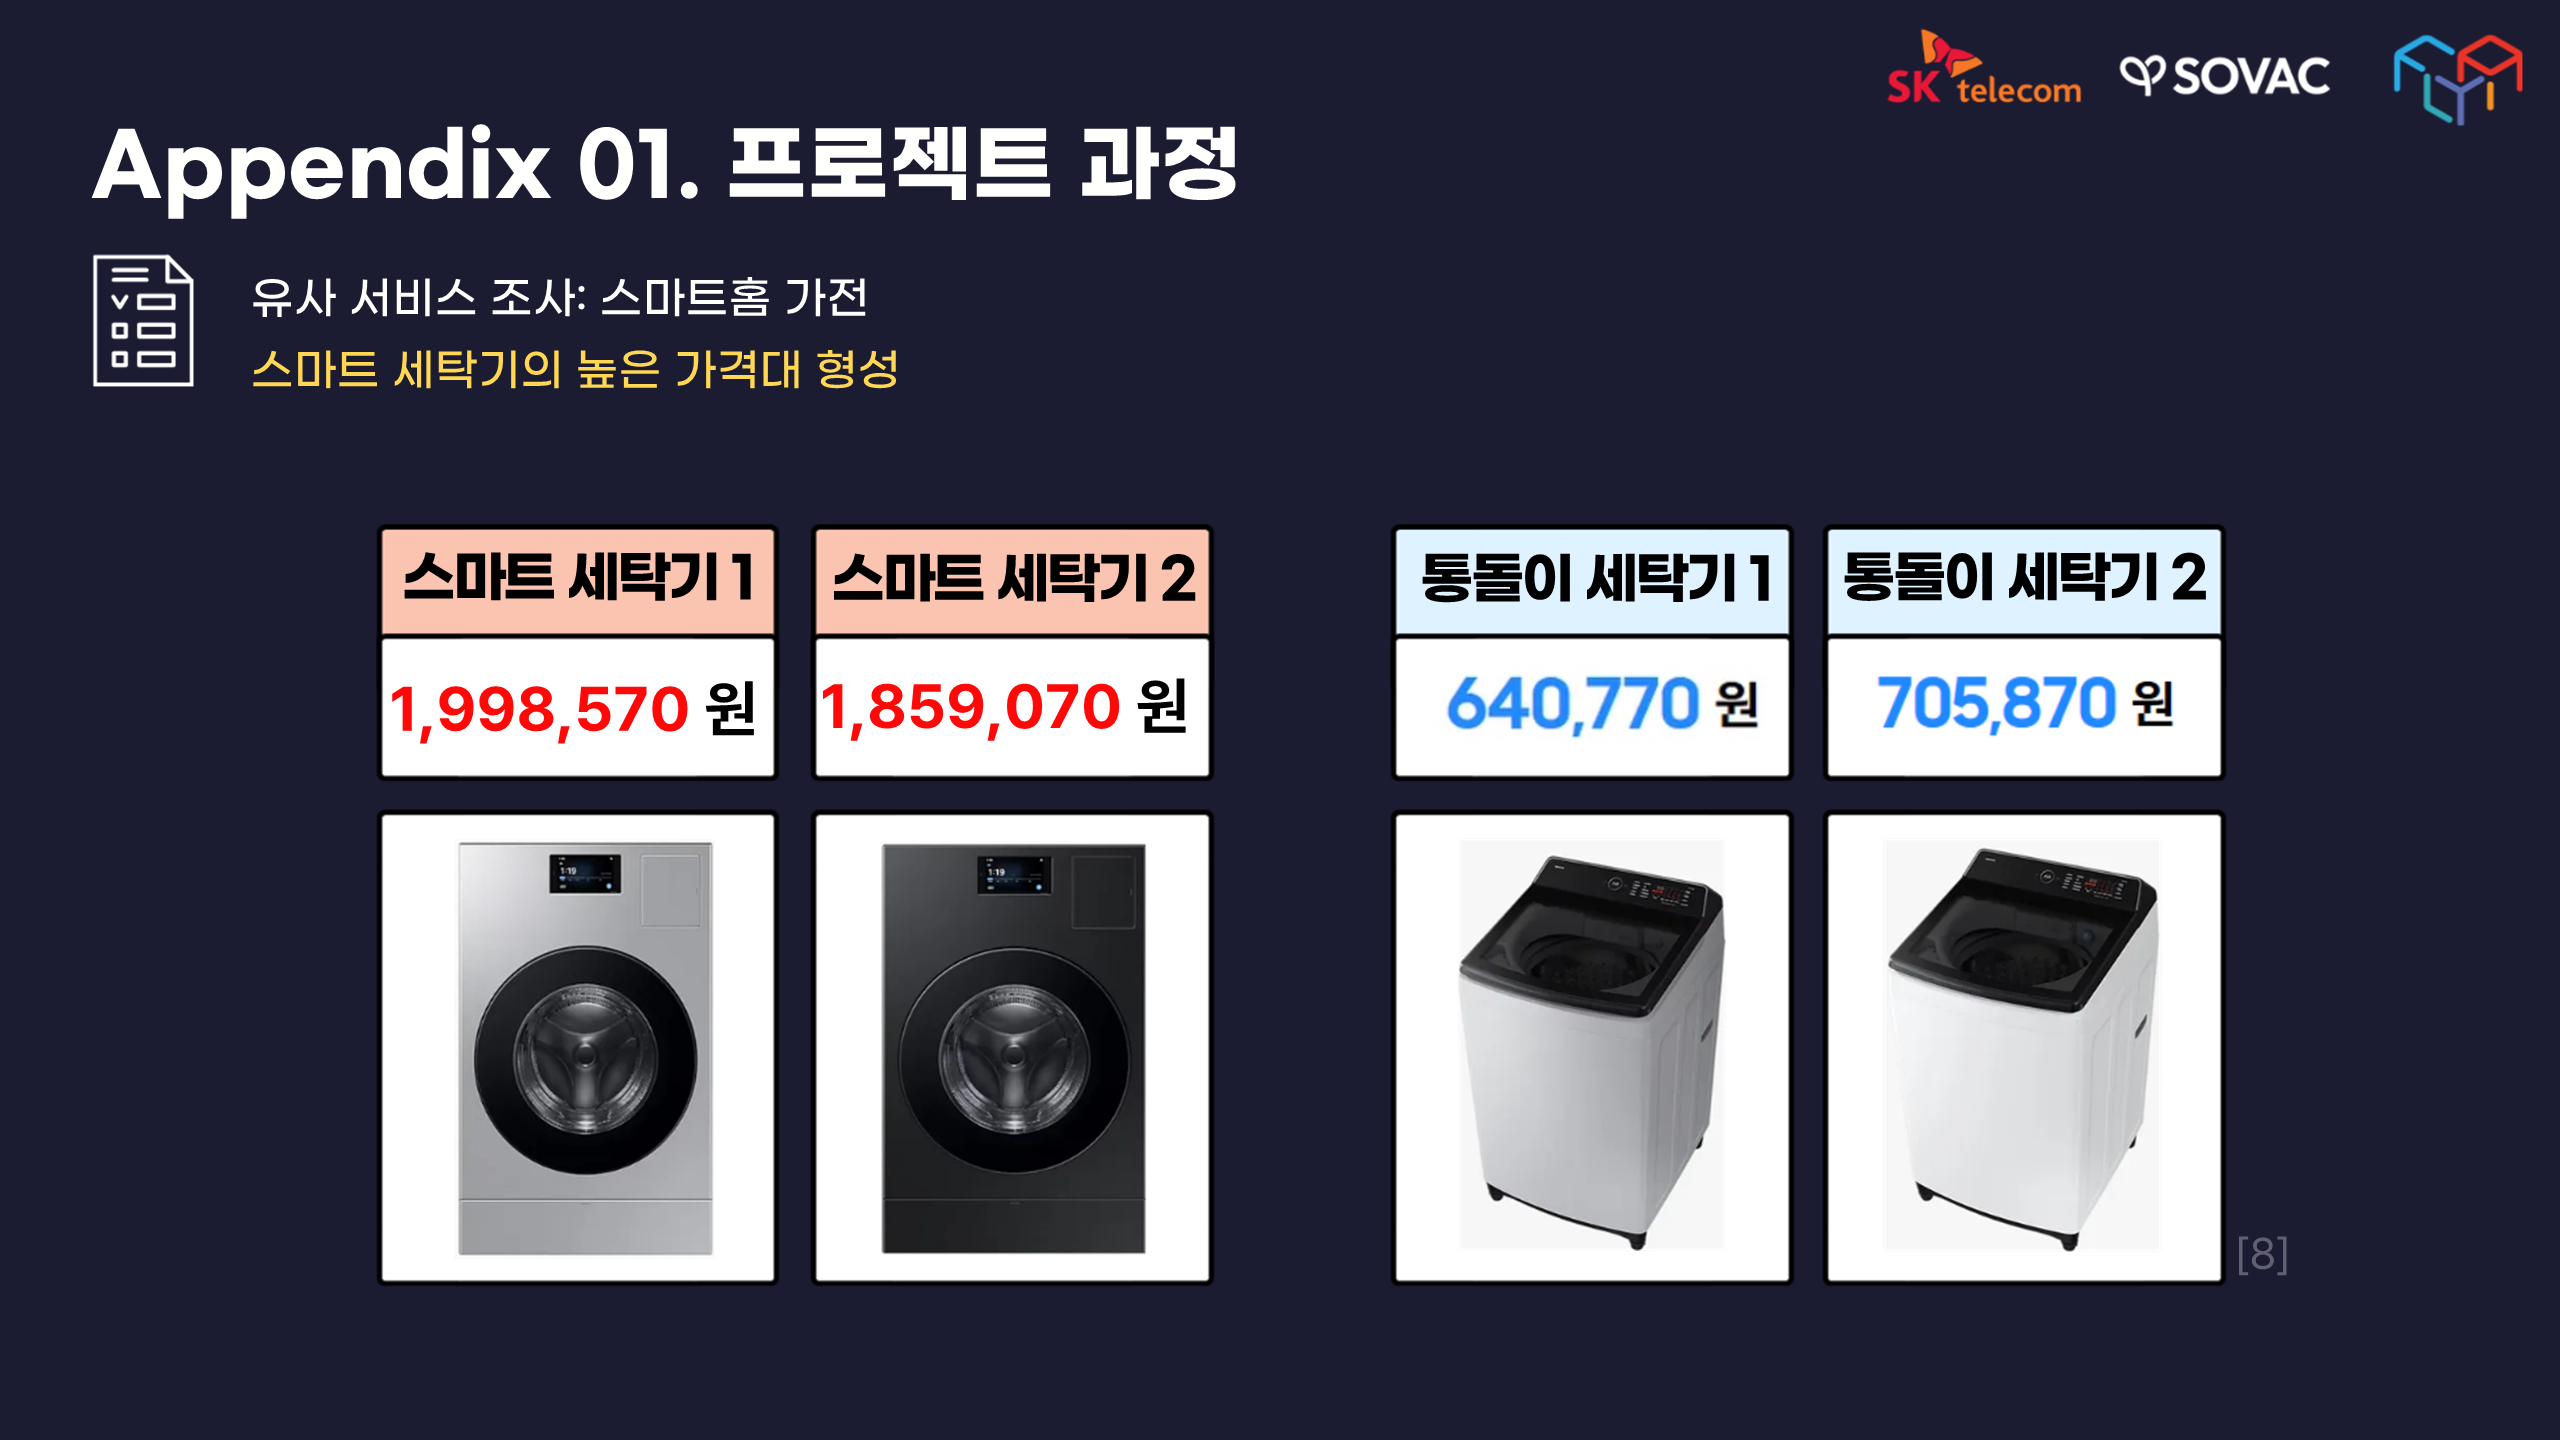 SK telecom
SOVAC
Appendix 01. 프로젝트 과정
유사 서비스 조사: 스마트홈 가전
스마트 세탁기의 높은 가격대 형성
스마트 세탁기 1
스마트 세탁기 2
통돌이 세탁기 1
통돌이 세탁기 2
1,998,570 원
1,859,070 원
640,770 원
705,870 원
1:19
1:19
[8]